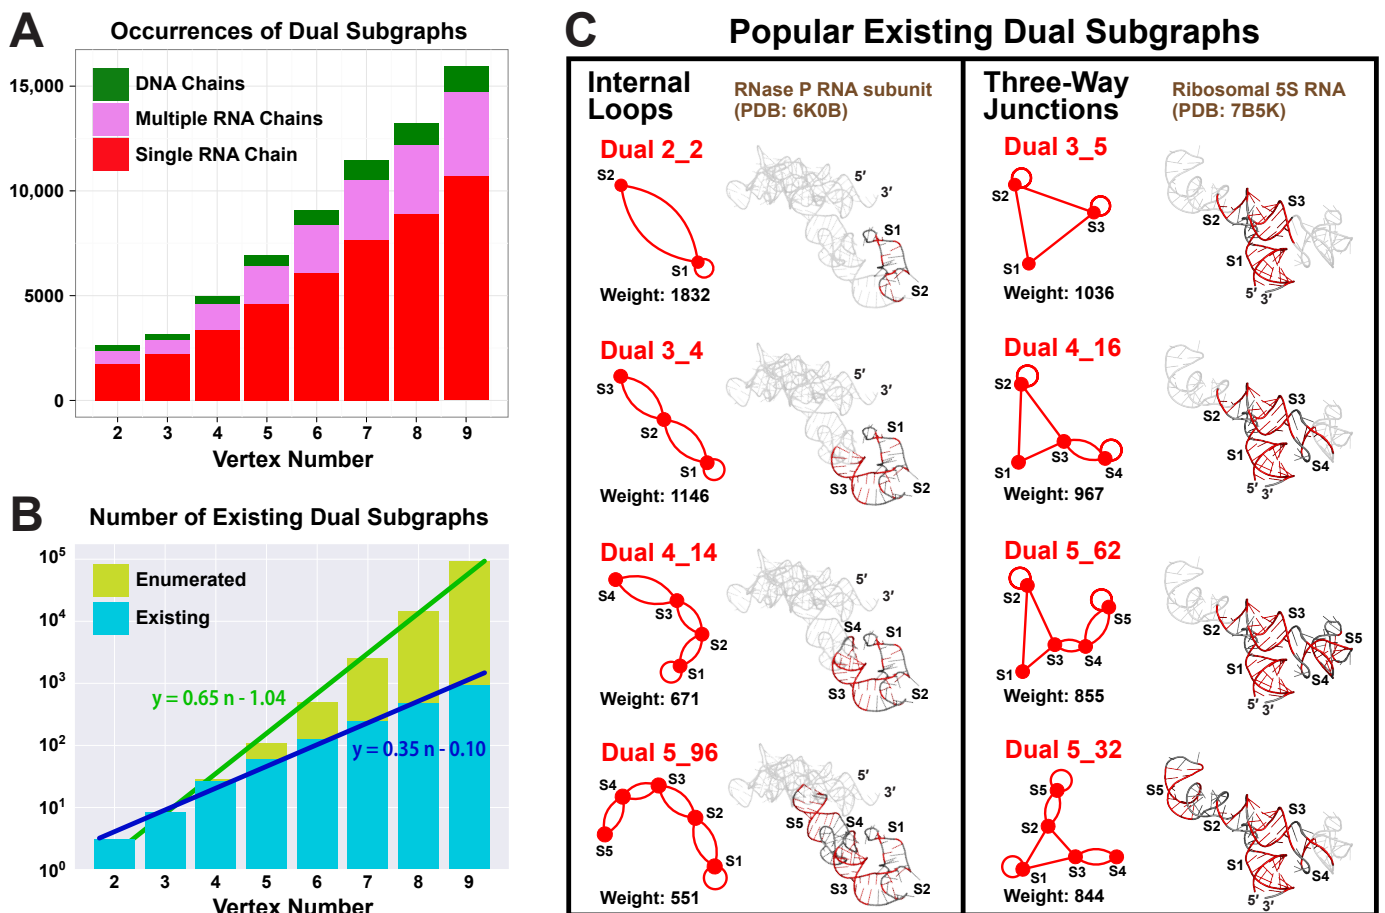 A
Occurrences of Dual Subgraphs
DNA Chains
Multiple RNA Chains
Single RNA Chain
15,000
10,000
5000
0
2 3 4 5 6 7 8 9
Vertex Number
B
Number of Existing Dual Subgraphs
Enumerated
Existing
10^5
10^4
10^3
10^2
10^1
10^0
y = 0.65 n - 1.04
y = 0.35 n - 0.10
2 3 4 5 6 7 8 9
Vertex Number
C
Popular Existing Dual Subgraphs
Internal
Loops
RNase P RNA subunit
(PDB: 6K0B)
Dual 2_2
S2
S1
Weight: 1832
5′
3′
S1
S2
Dual 3_4
S3
S2
S1
Weight: 1146
5′
3′
S1
S3
S2
Dual 4_14
S4
S3
S2
S1
Weight: 671
5′
3′
S4
S1
S3
S2
Dual 5_96
S4
S3
S2
S5
S1
Weight: 551
5′
3′
S5
S4
S1
S3
S2
Three-Way
Junctions
Ribosomal 5S RNA
(PDB: 7B5K)
Dual 3_5
S2
S3
S1
Weight: 1036
S3
S2
S1
5′ 3′
Dual 4_16
S2
S3
S1
S4
Weight: 967
S3
S2
S1
S4
5′ 3′
Dual 5_62
S2
S5
S3
S4
S1
Weight: 855
S3
S2
S5
S1
S4
5′ 3′
Dual 5_32
S5
S2
S1
S3
S4
Weight: 844
S5
S3
S2
S1
S4
5′ 3′